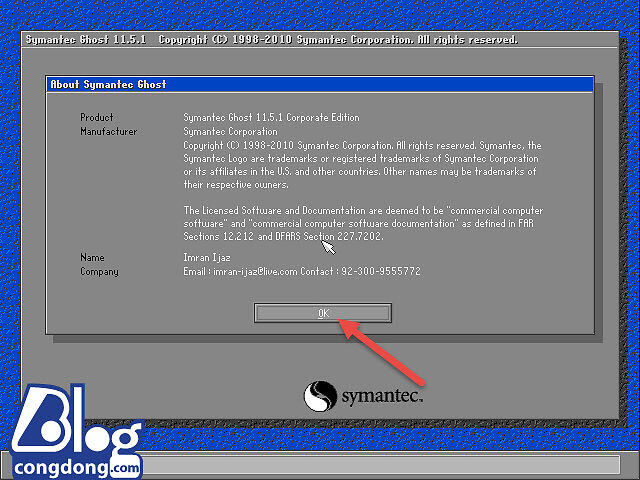 Symantec Ghost 11.5.1 Copyright (C) 1998-2010 Symantec Corporation. All rights reserved.
About Symantec Ghost
Product Symantec Ghost 11.5.1 Corporate Edition
Manufacturer Symantec Corporation
Copyright (C) 1998-2010 Symantec Corporation. All rights reserved. Symantec, the
Symantec Logo are trademarks or registered trademarks of Symantec Corporation
or its affiliates in the U.S. and other countries. Other names may be trademarks of
their respective owners.
The Licensed Software and Documentation are deemed to be "commercial computer
software" and "commercial computer software documentation" as defined in FAR
Sections 12.212 and DFARS Section 227.7202.
Name Imran Ijaz
Company Email : imran-ijaz@live.com Contact : 92-300-9555772
OK
symantec.
Blog
congdong.com